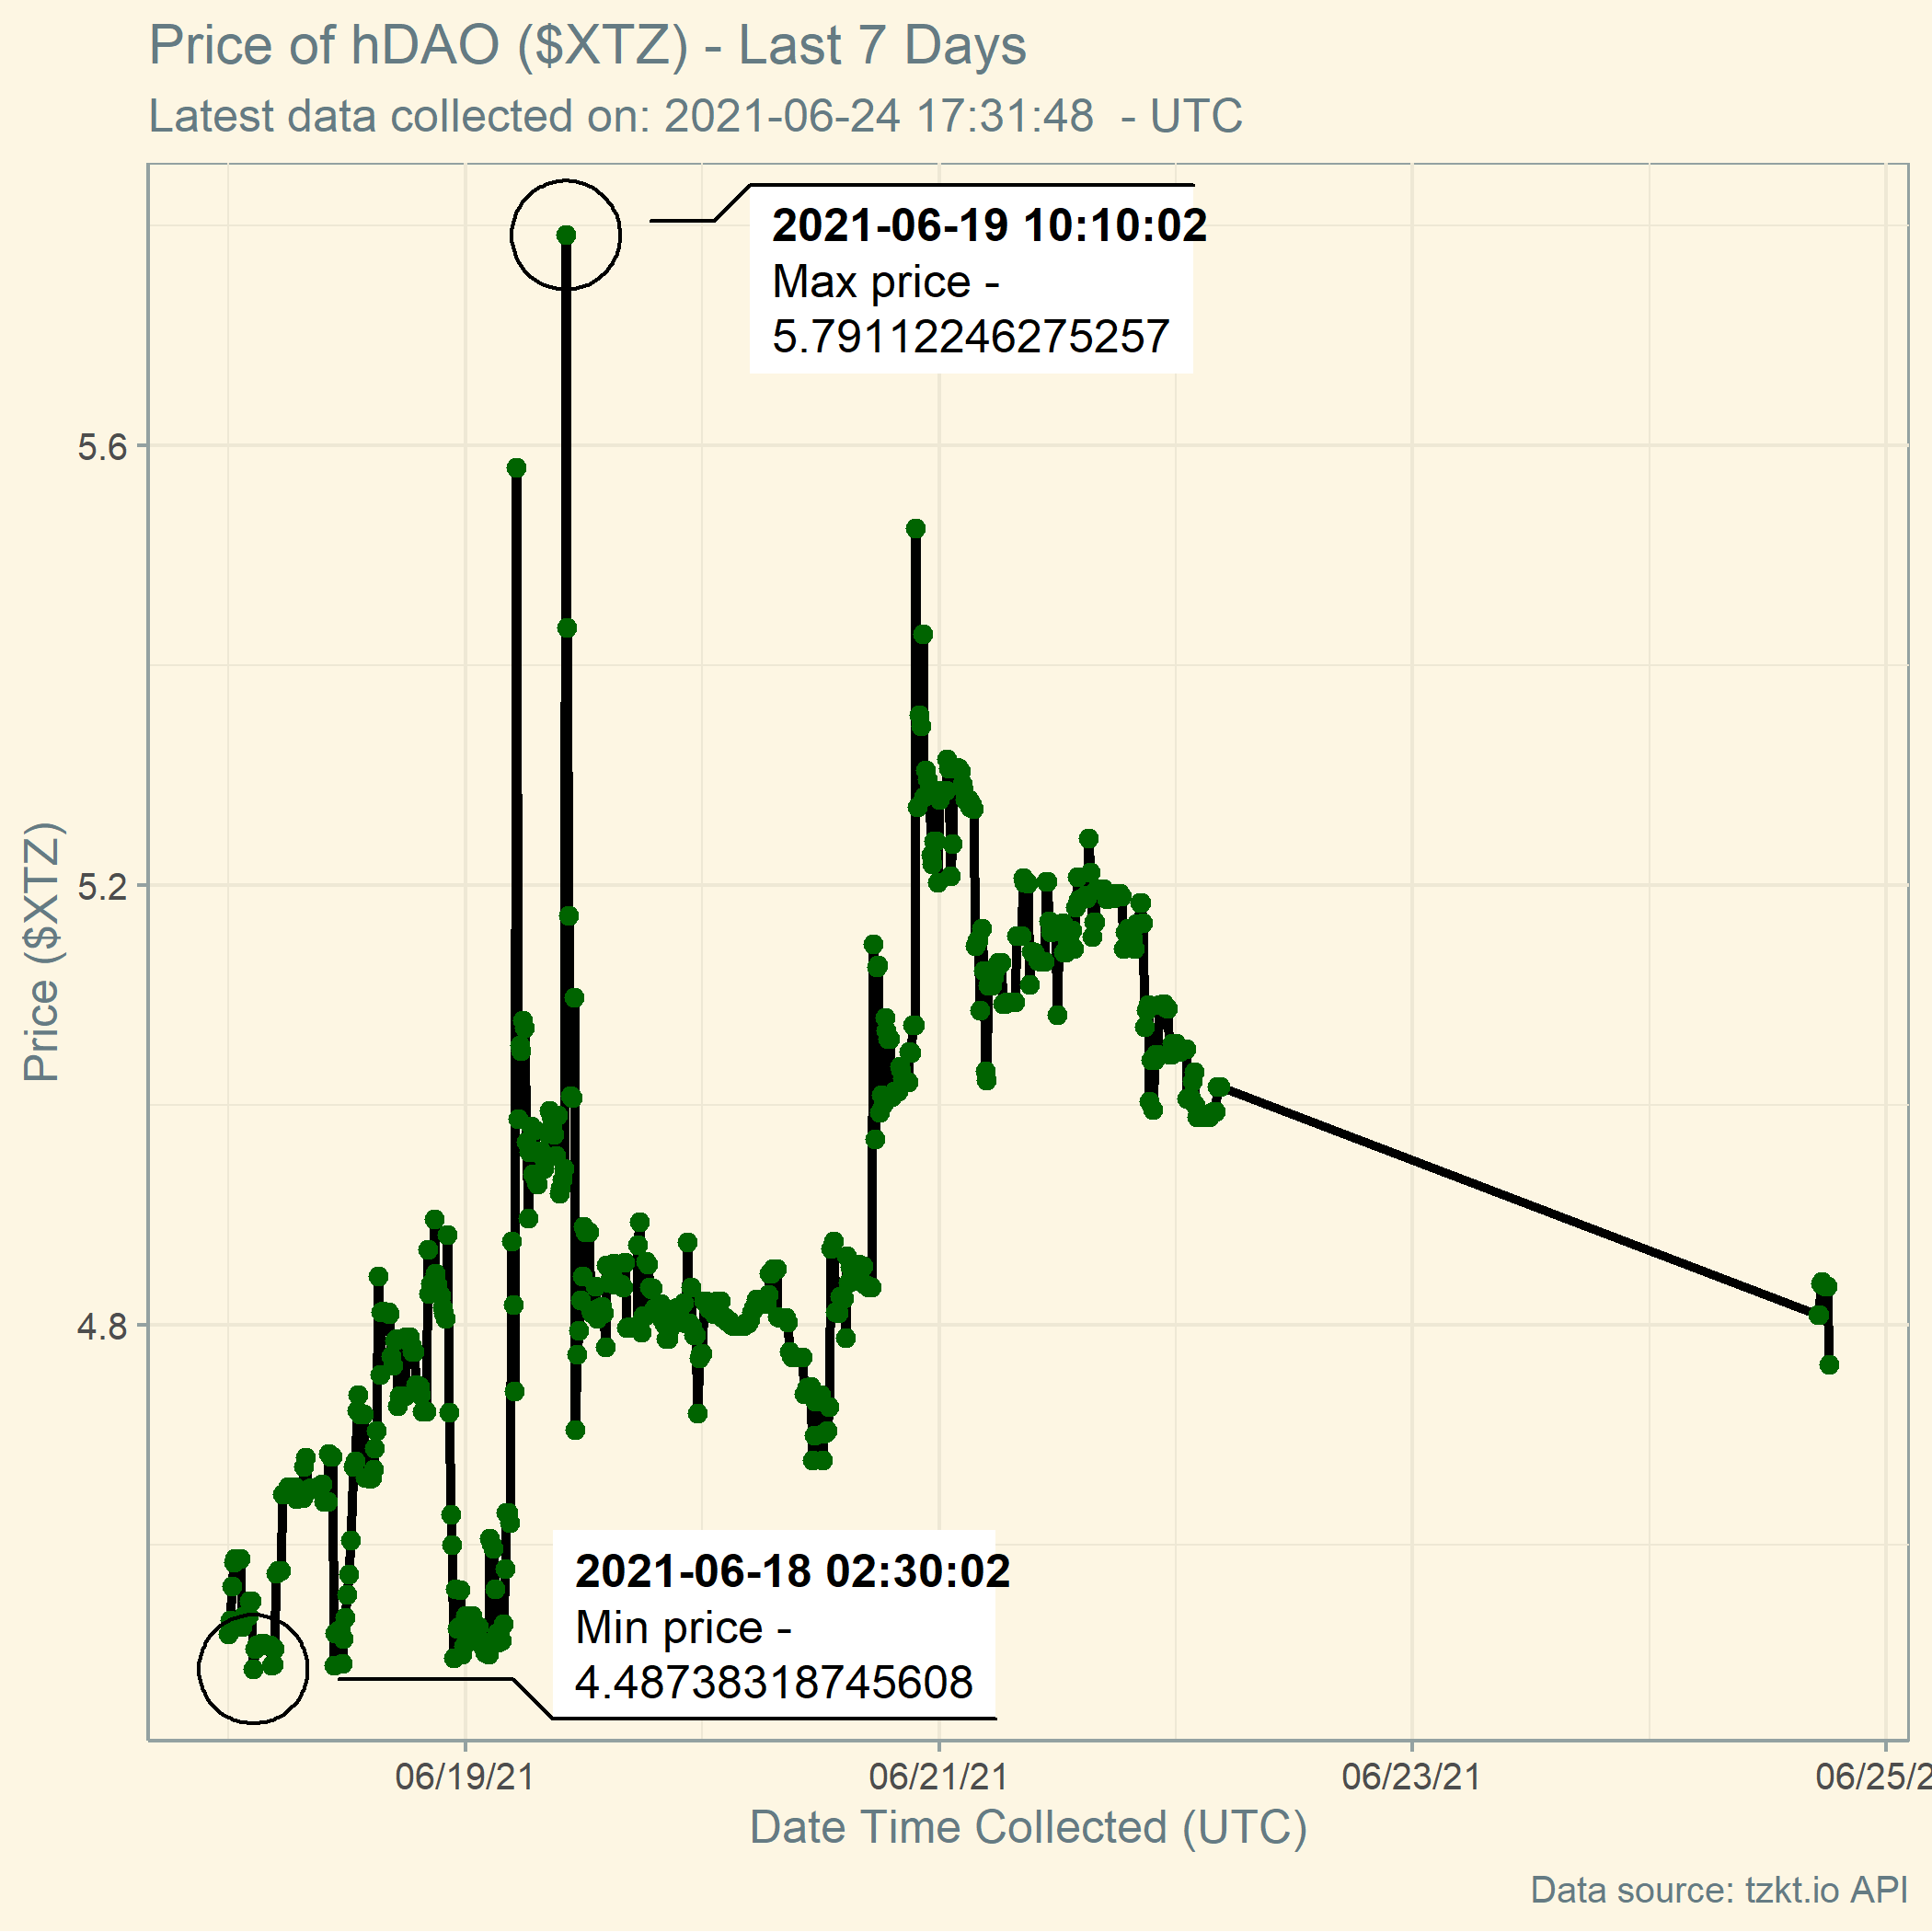 Price of hDAO ($XTZ) - Last 7 Days
Latest data collected on: 2021-06-24 17:31:48  - UTC
2021-06-19 10:10:02
Max price -
5.79112246275257
5.6
5.2
4.8
Price ($XTZ)
2021-06-18 02:30:02
Min price -
4.48738318745608
06/19/21
06/21/21
06/23/21
06/25/2
Date Time Collected (UTC)
Data source: tzkt.io API